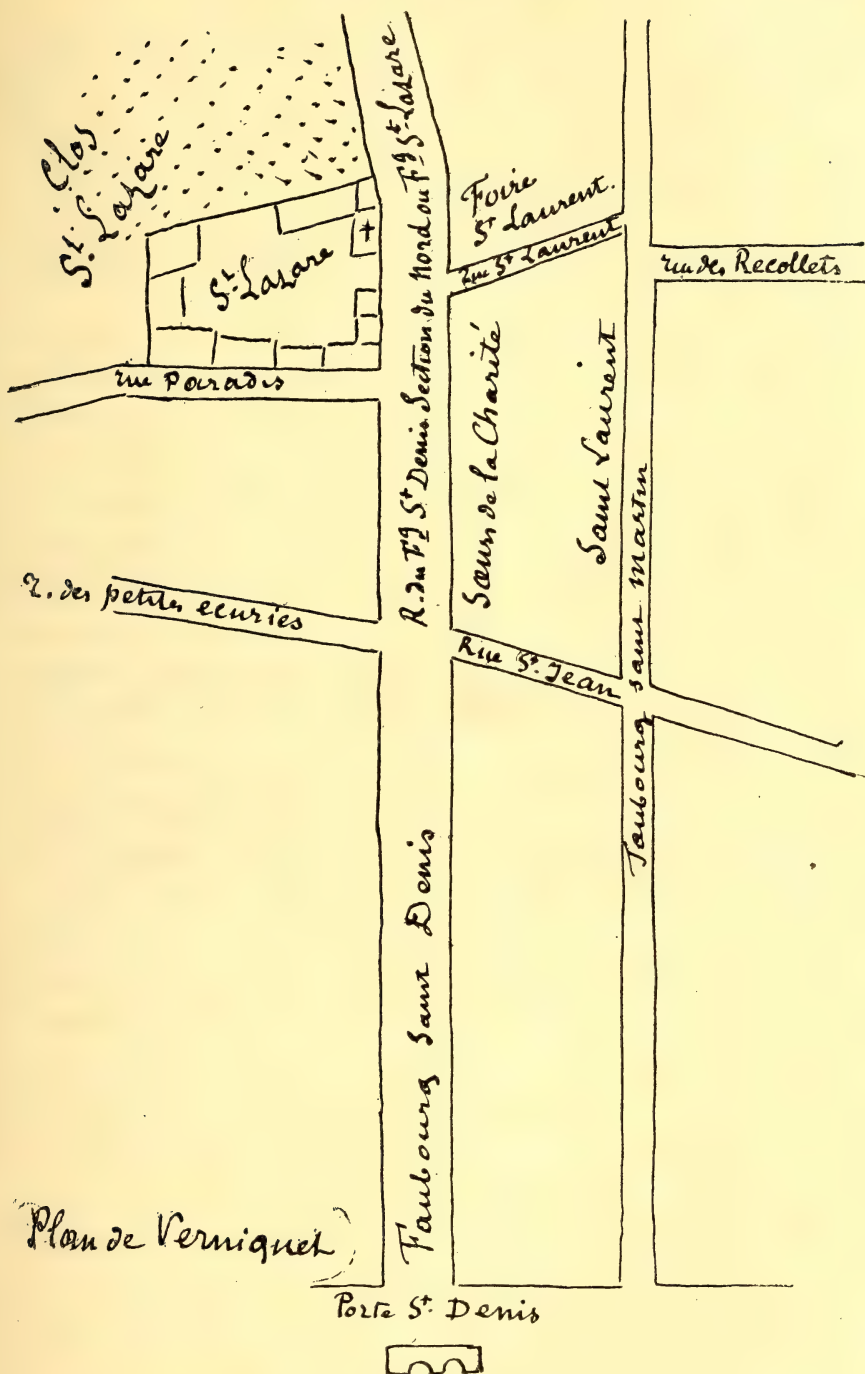 Clos
St. Lazare
St. Lazare
R. du Fg St Denis Section du Nord ou Fg St Lazare
Foire
St Laurent.
Rue St Laurent
rue des Recollets
rue Paradis
Sœurs de la Charité
Saint Laurent
Faubourg saint Martin
r. des petites ecuries
Rue St. Jean
Faubourg Saint Denis
Plan de Verniquet
Porte St. Denis